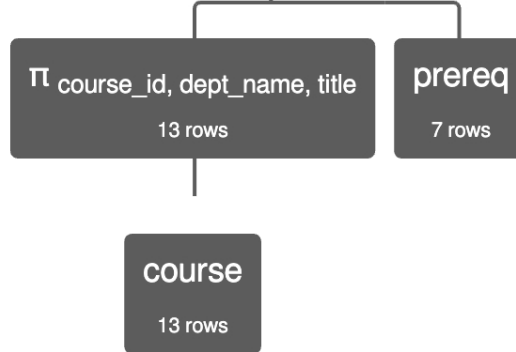 π course_id, dept_name, title
13 rows
prereq
7 rows
course
13 rows